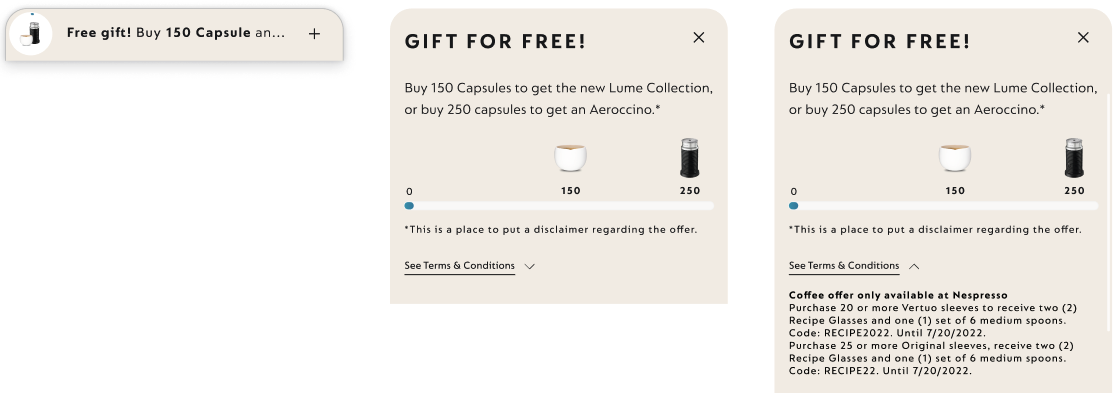 Free gift! Buy 150 Capsule an...
GIFT FOR FREE!
Buy 150 Capsules to get the new Lume Collection,
or buy 250 capsules to get an Aeroccino.*
0
150
250
*This is a place to put a disclaimer regarding the offer.
See Terms & Conditions
GIFT FOR FREE!
Buy 150 Capsules to get the new Lume Collection,
or buy 250 capsules to get an Aeroccino.*
0
150
250
*This is a place to put a disclaimer regarding the offer.
See Terms & Conditions
Coffee offer only available at Nespresso
Purchase 20 or more Vertuo sleeves to receive two (2)
Recipe Glasses and one (1) set of 6 medium spoons.
Code: RECIPE2022. Until 7/20/2022.
Purchase 25 or more Original sleeves, receive two (2)
Recipe Glasses and one (1) set of 6 medium spoons.
Code: RECIPE22. Until 7/20/2022.